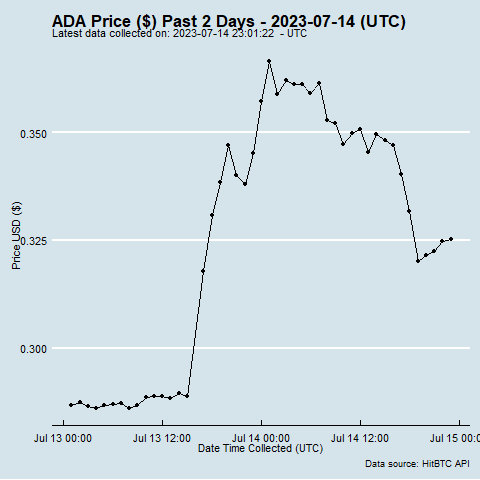 ADA Price ($) Past 2 Days - 2023-07-14 (UTC)
Latest data collected on: 2023-07-14 23:01:22  - UTC
Price USD ($)
0.350
0.325
0.300
Jul 13 00:00
Jul 13 12:00
Jul 14 00:00
Jul 14 12:00
Jul 15 00:00
Date Time Collected (UTC)
Data source: HitBTC API